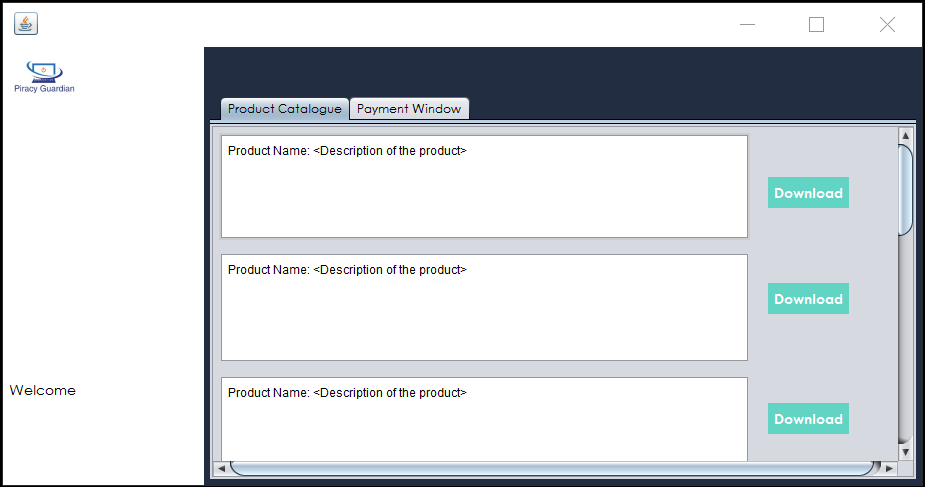 Piracy Guardian
Product Catalogue
Payment Window
Product Name: <Description of the product>
Download
Product Name: <Description of the product>
Download
Product Name: <Description of the product>
Download
Welcome